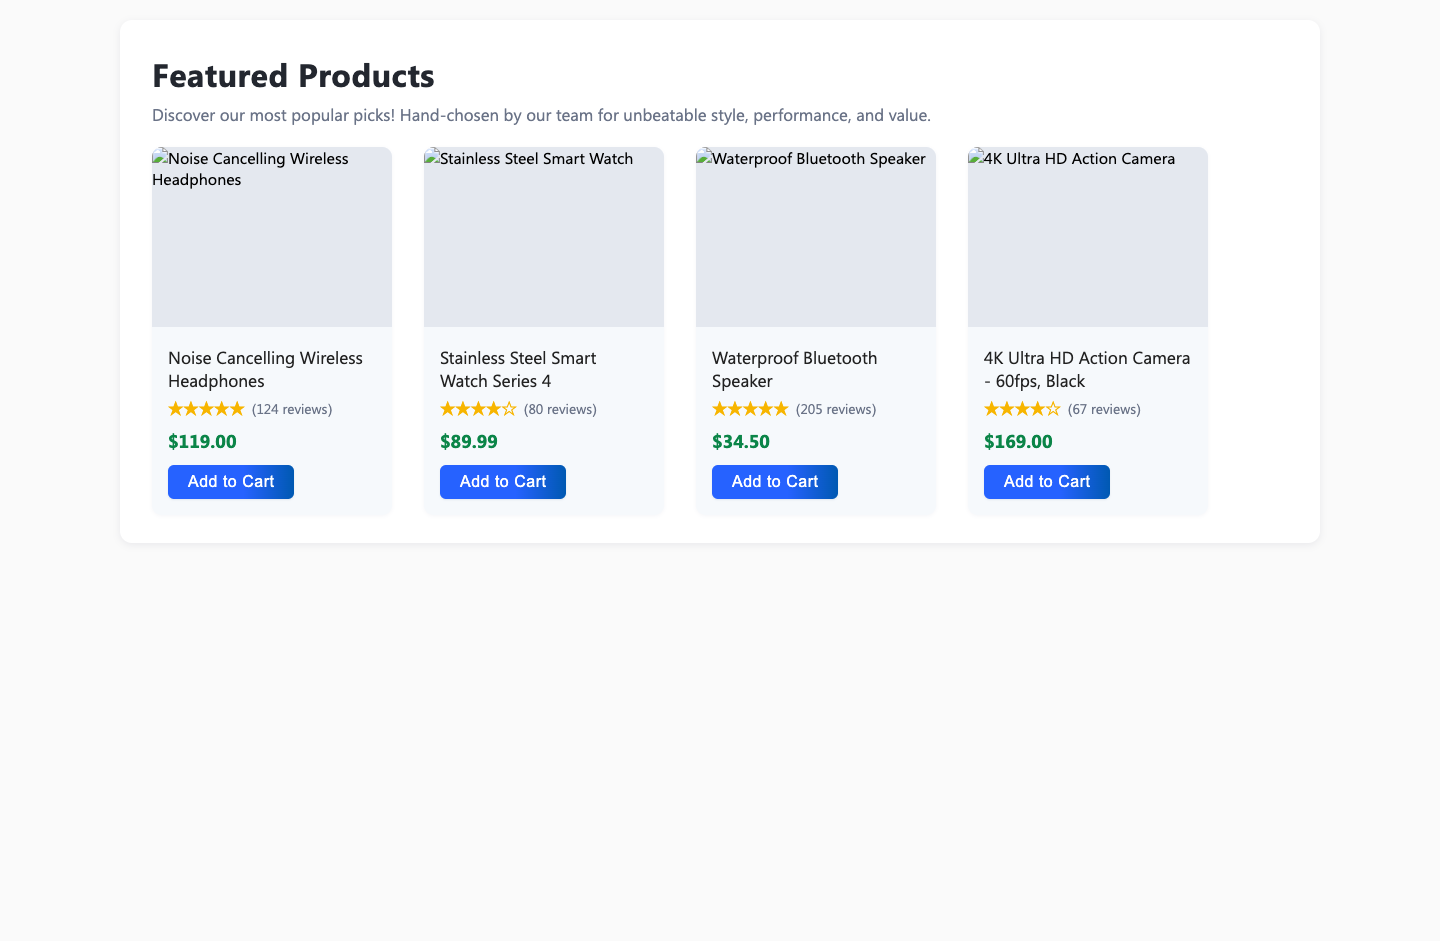 Featured Products
Discover our most popular picks! Hand-chosen by our team for unbeatable style, performance, and value.
Noise Cancelling Wireless
Headphones
Noise Cancelling Wireless
Headphones
★★★★★ (124 reviews)
$119.00
Add to Cart
Stainless Steel Smart Watch
Stainless Steel Smart
Watch Series 4
★★★★☆ (80 reviews)
$89.99
Add to Cart
Waterproof Bluetooth Speaker
Waterproof Bluetooth
Speaker
★★★★★ (205 reviews)
$34.50
Add to Cart
4K Ultra HD Action Camera
4K Ultra HD Action Camera
- 60fps, Black
★★★★☆ (67 reviews)
$169.00
Add to Cart